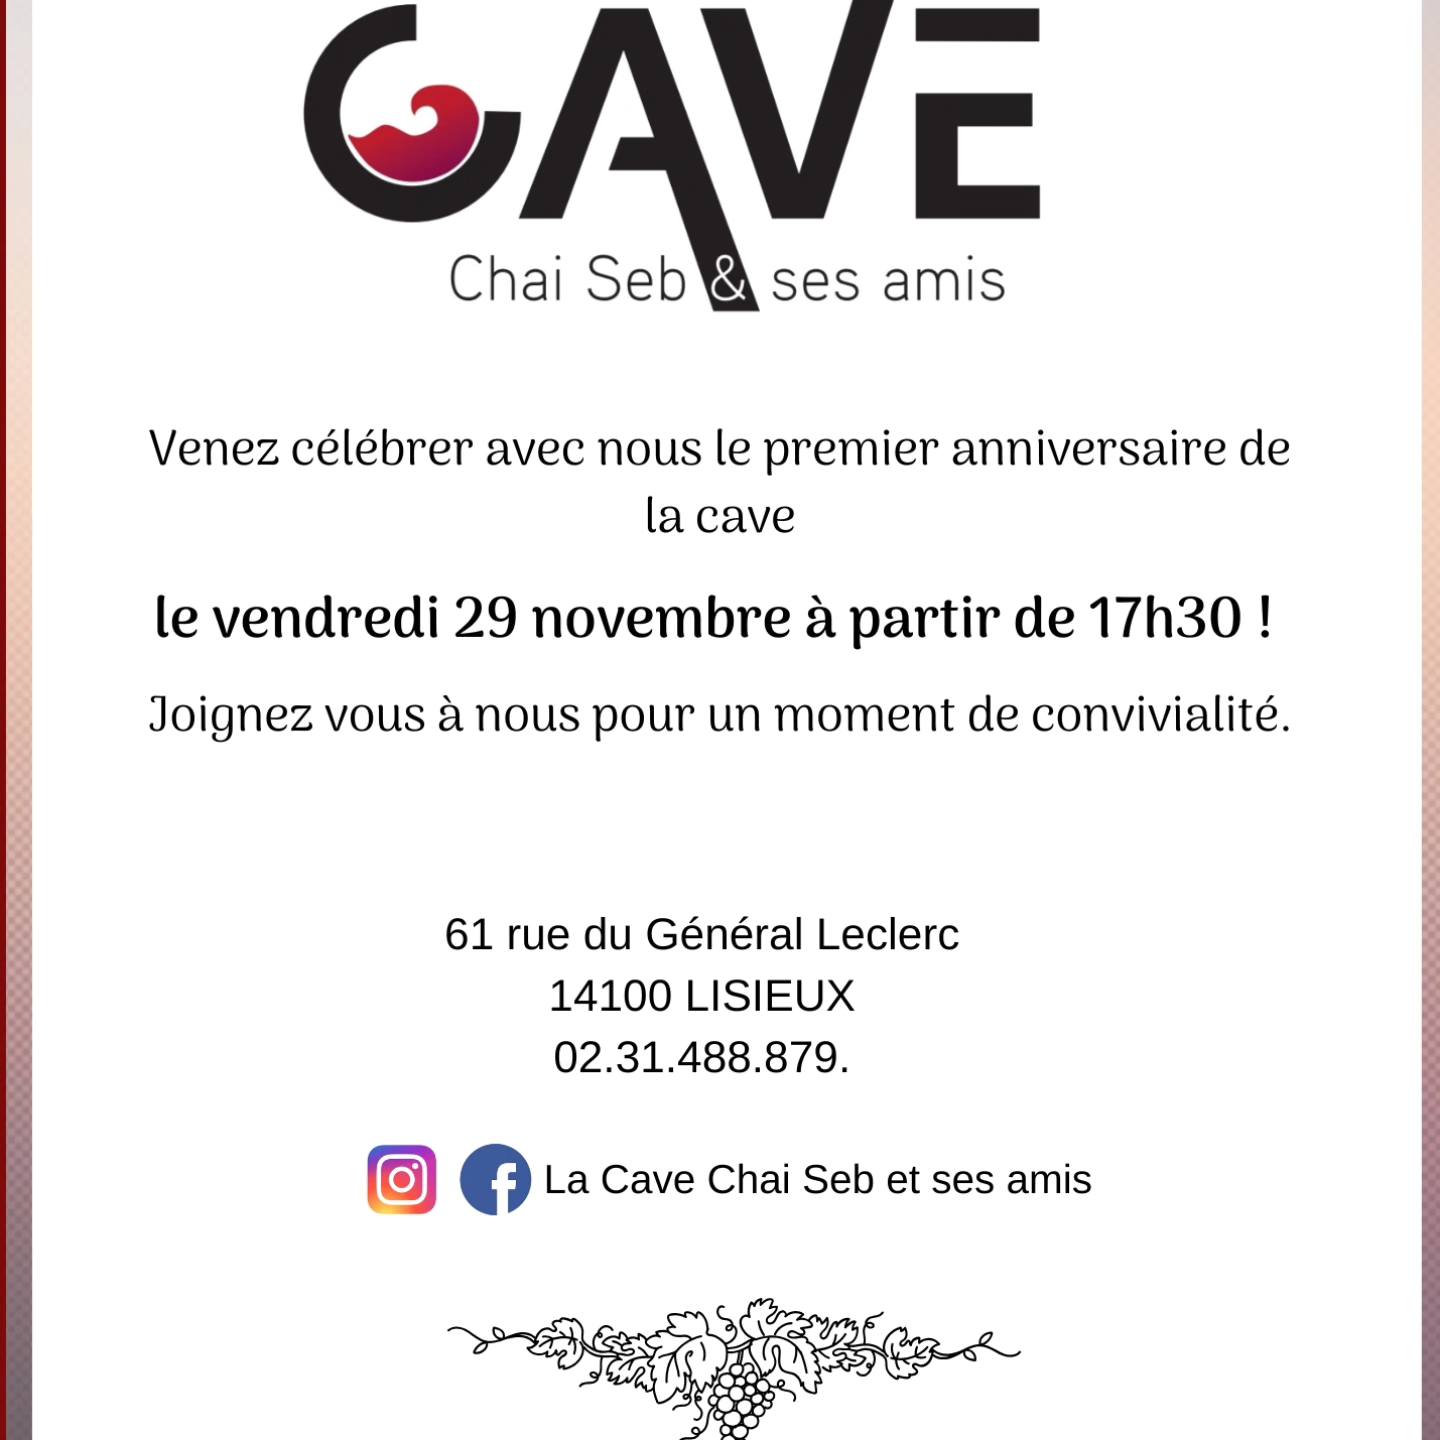 CAVE
Chai Seb & ses amis
Venez célébrer avec nous le premier anniversaire de
la cave
le vendredi 29 novembre à partir de 17h30 !
Joignez vous à nous pour un moment de convivialité.
61 rue du Général Leclerc
14100 LISIEUX
02.31.488.879.
La Cave Chai Seb et ses amis